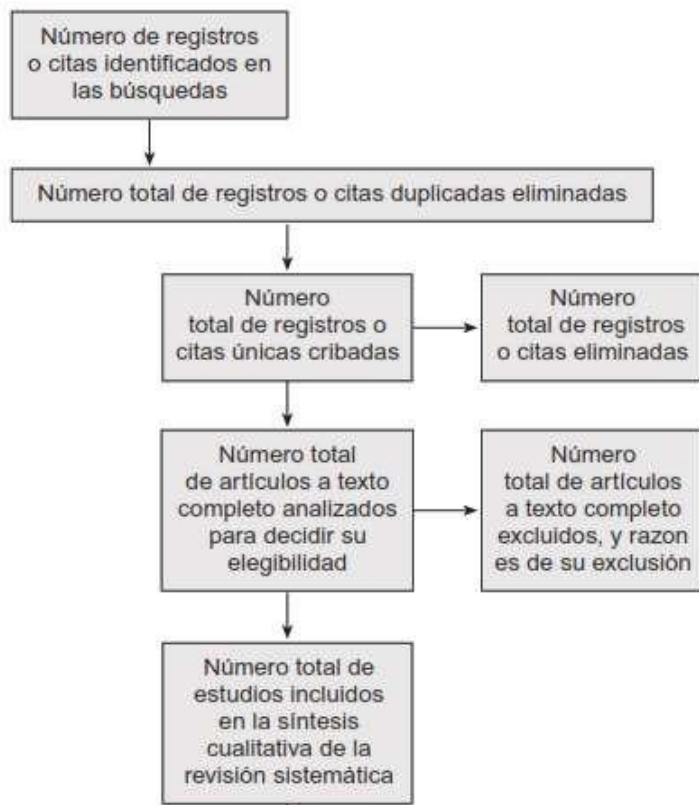 Número de registros
o citas identificados en
las búsquedas
Número total de registros o citas duplicadas eliminadas
Número
total de registros o
citas únicas cribadas
Número
total de registros
o citas eliminadas
Número total
de artículos a texto
completo analizados
para decidir su
elegibilidad
Número
total de artículos
a texto completo
excluidos, y razon
es de su exclusión
Número total de
estudios incluidos
en la síntesis
cualitativa de la
revisión sistemática